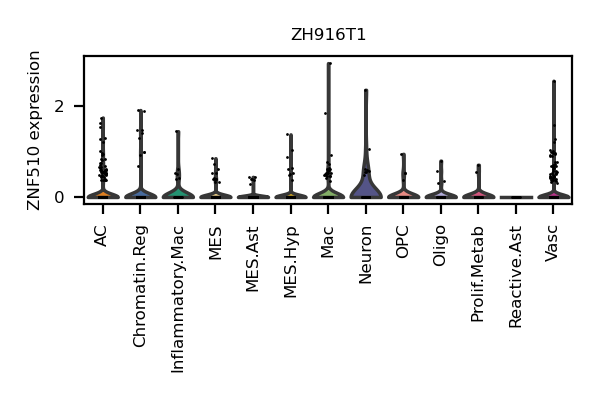 ZH916T1
ZNF510 expression
2
0
AC
Chromatin.Reg
Inflammatory.Mac
MES
MES.Ast
MES.Hyp
Mac
Neuron
OPC
Oligo
Prolif.Metab
Reactive.Ast
Vasc